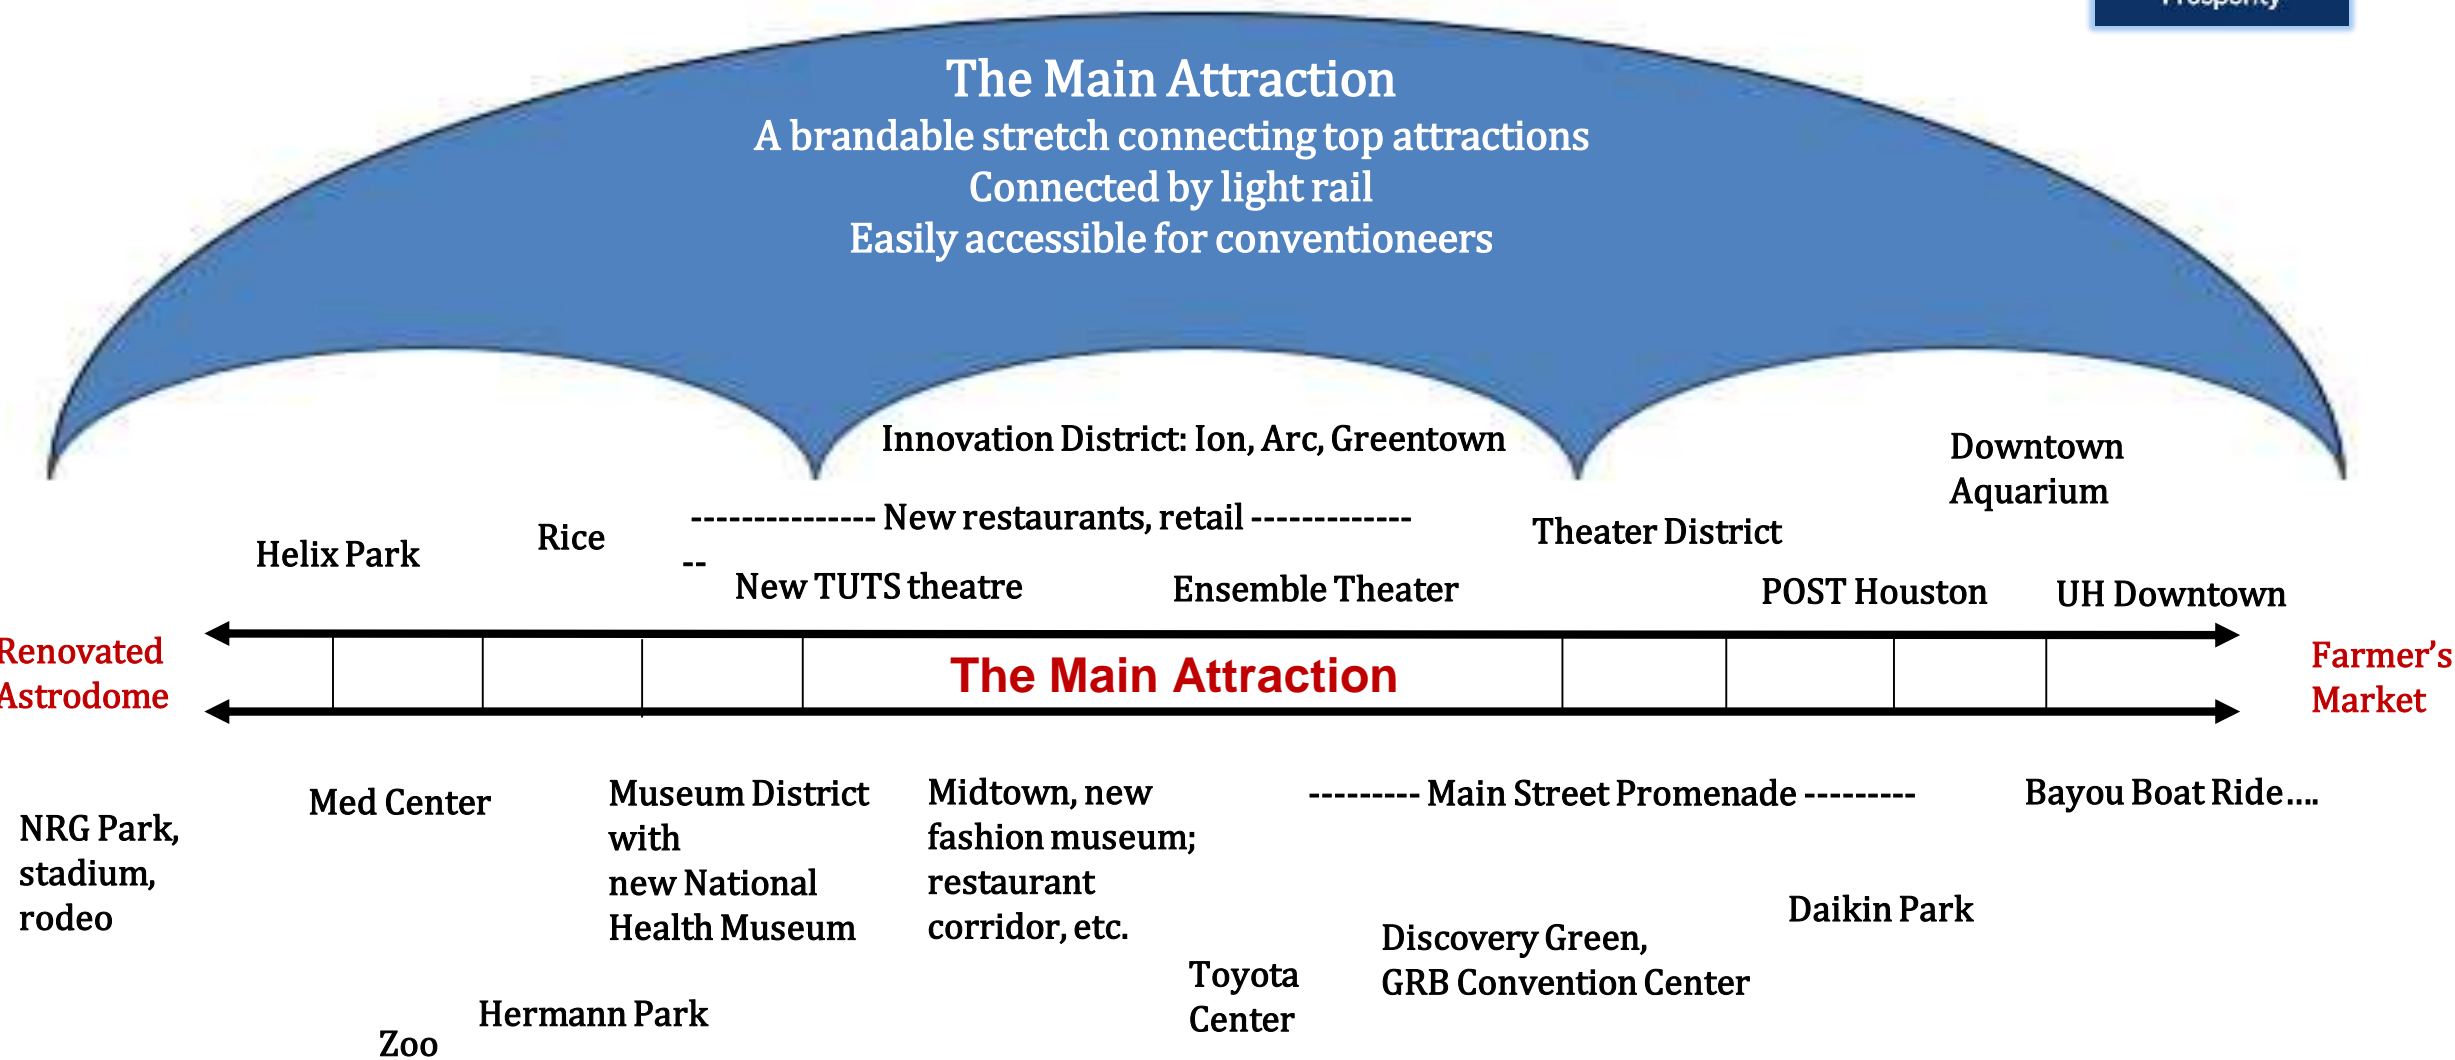 Prosperity
The Main Attraction
A brandable stretch connecting top attractions
Connected by light rail
Easily accessible for conventioneers
Innovation District: Ion, Arc, Greentown
Downtown
Aquarium
--------------- New restaurants, retail -------------
--
Theater District
Rice
Helix Park
New TUTS theatre
Ensemble Theater
POST Houston
UH Downtown
Renovated
Astrodome
The Main Attraction
Farmer’s
Market
NRG Park,
stadium,
rodeo
Med Center
Museum District
with
new National
Health Museum
Midtown, new
fashion museum;
restaurant
corridor, etc.
--------- Main Street Promenade ---------
Bayou Boat Ride....
Daikin Park
Discovery Green,
GRB Convention Center
Toyota
Center
Hermann Park
Zoo